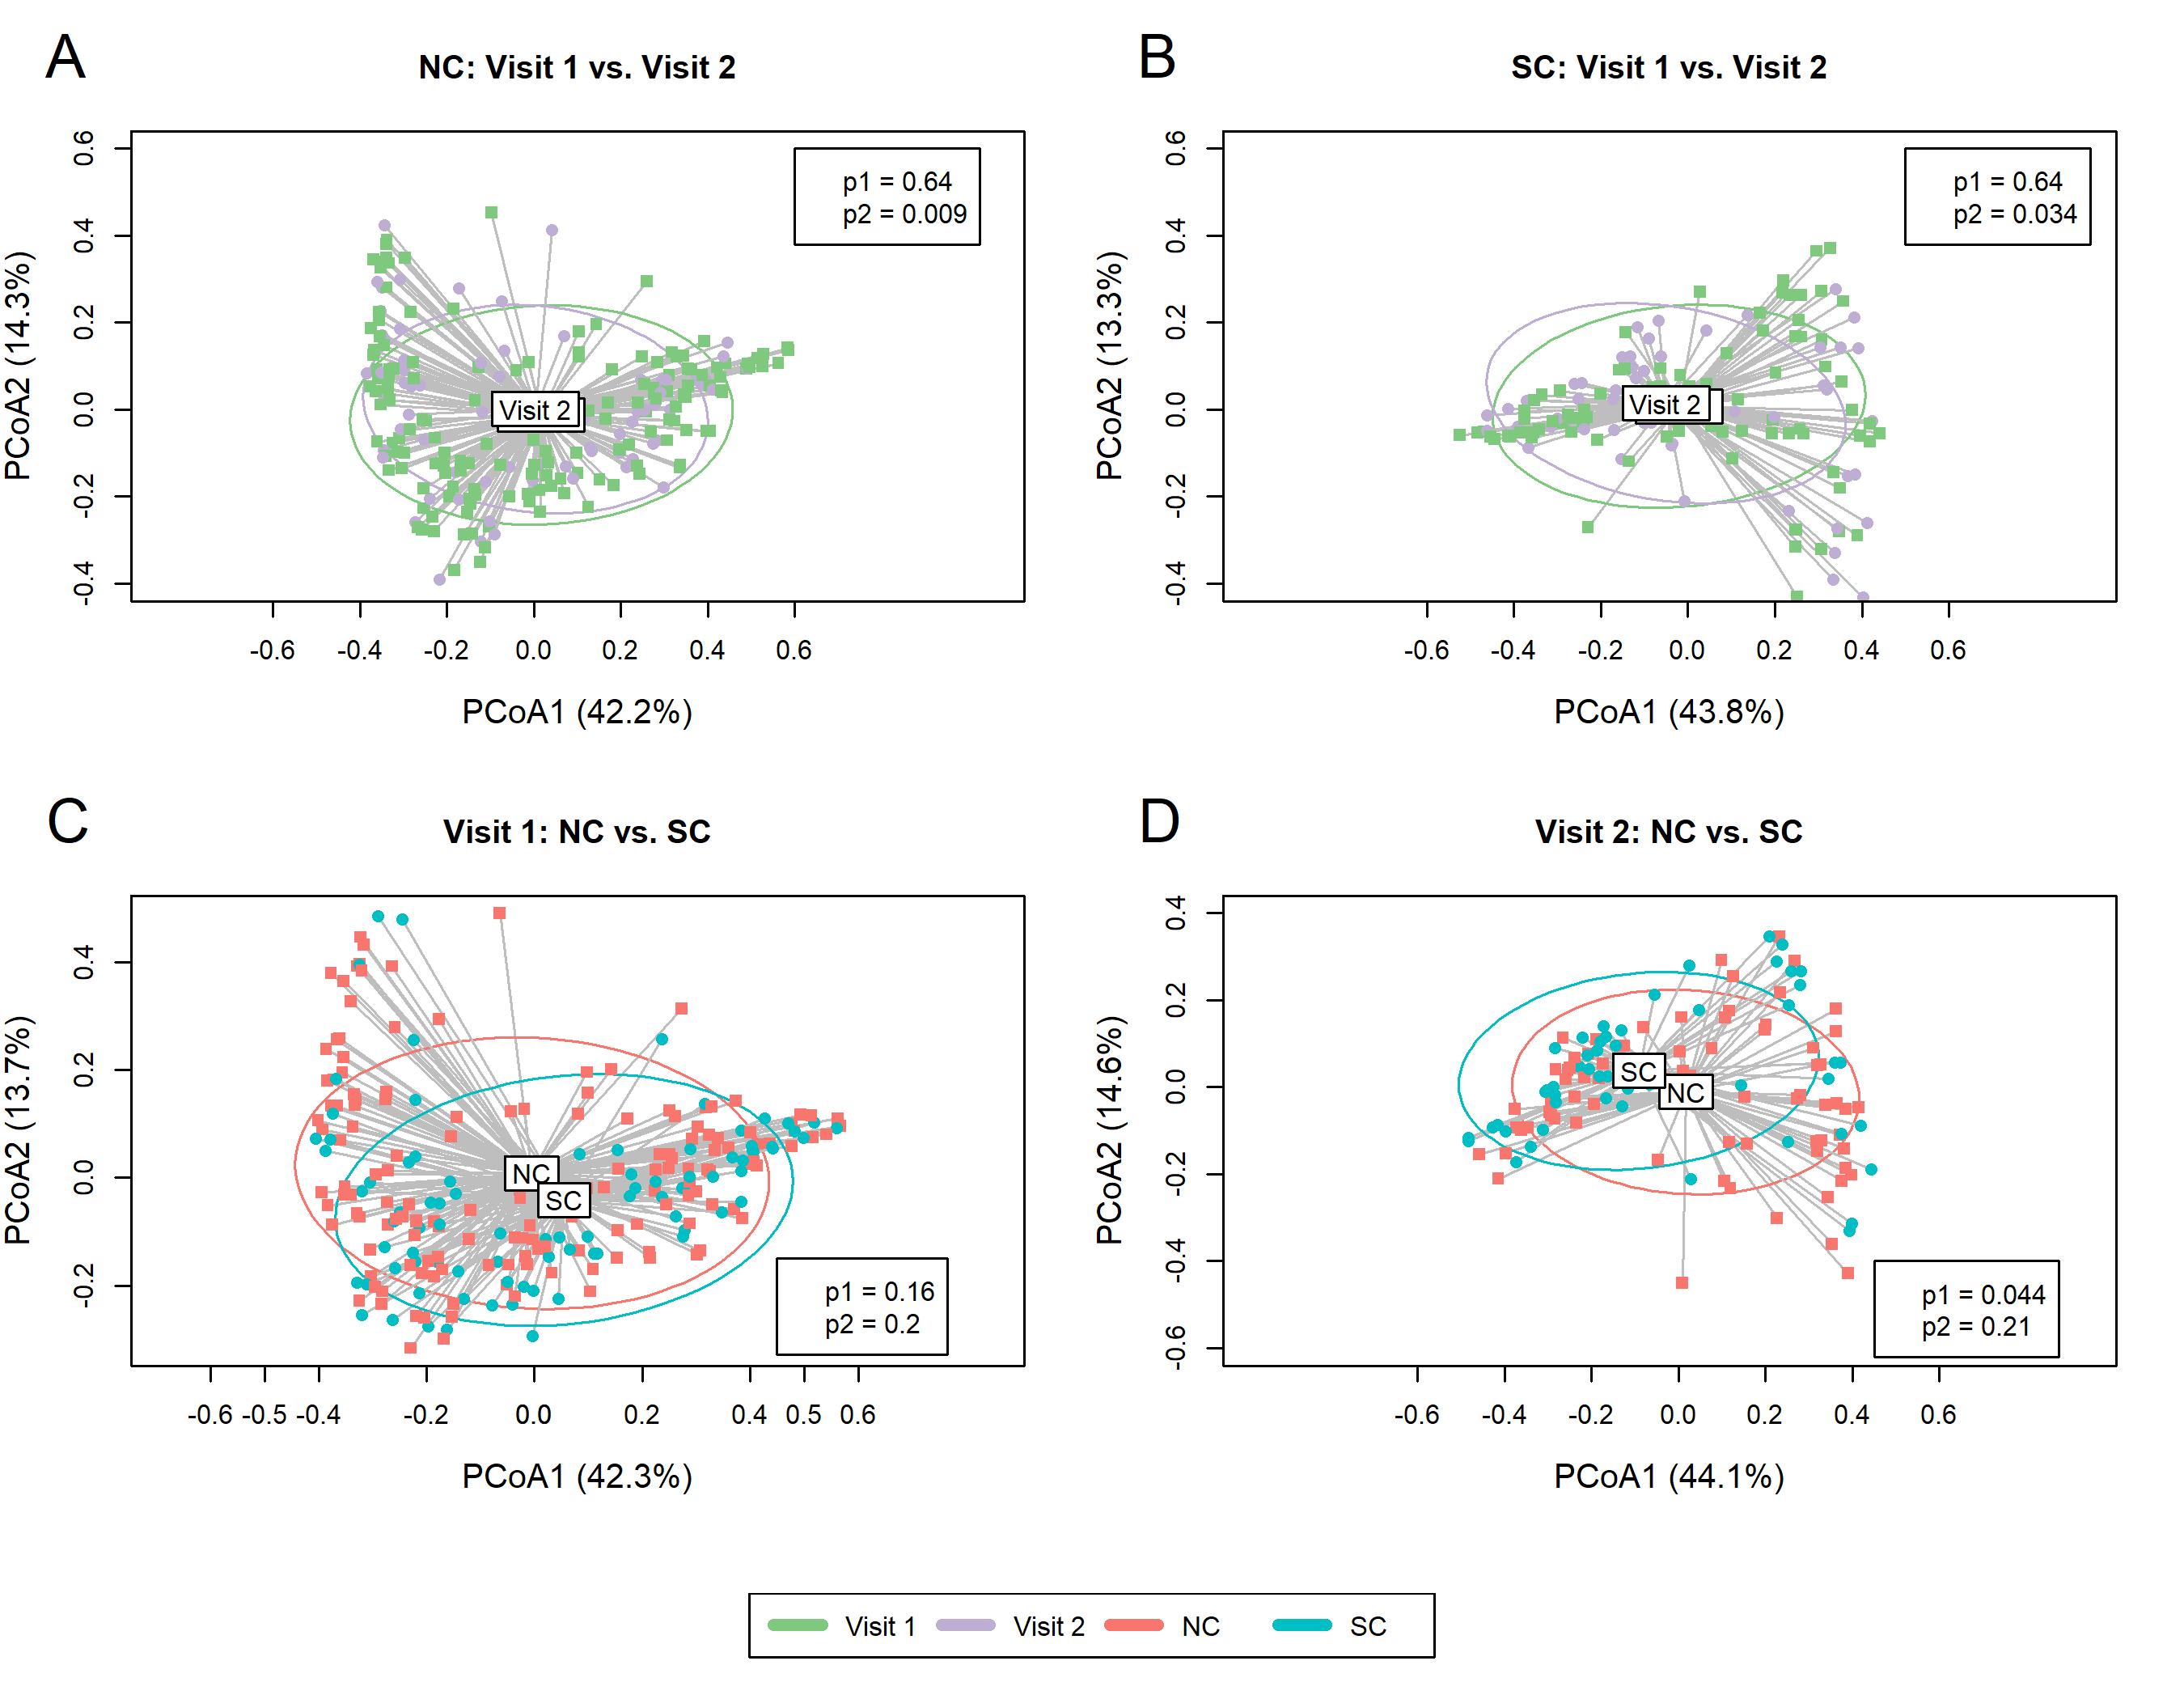 A
NC: Visit 1 vs. Visit 2
p1 = 0.64
p2 = 0.009
Visit 2
0.6
0.4
0.2
0.0
-0.2
-0.4
PCoA2 (14.3%)
-0.6 -0.4 -0.2 0.0 0.2 0.4 0.6
PCoA1 (42.2%)
B
SC: Visit 1 vs. Visit 2
p1 = 0.64
p2 = 0.034
Visit 2
0.6
0.4
0.2
0.0
-0.2
-0.4
PCoA2 (13.3%)
-0.6 -0.4 -0.2 0.0 0.2 0.4 0.6
PCoA1 (43.8%)
C
Visit 1: NC vs. SC
NC
SC
p1 = 0.16
p2 = 0.2
0.4
0.2
0.0
-0.2
PCoA2 (13.7%)
-0.6 -0.5 -0.4 -0.2 0.0 0.2 0.4 0.5 0.6
PCoA1 (42.3%)
D
Visit 2: NC vs. SC
SC
NC
p1 = 0.044
p2 = 0.21
0.4
0.2
0.0
-0.2
-0.4
-0.6
PCoA2 (14.6%)
-0.6 -0.4 -0.2 0.0 0.2 0.4 0.6
PCoA1 (44.1%)
Visit 1 Visit 2 NC SC